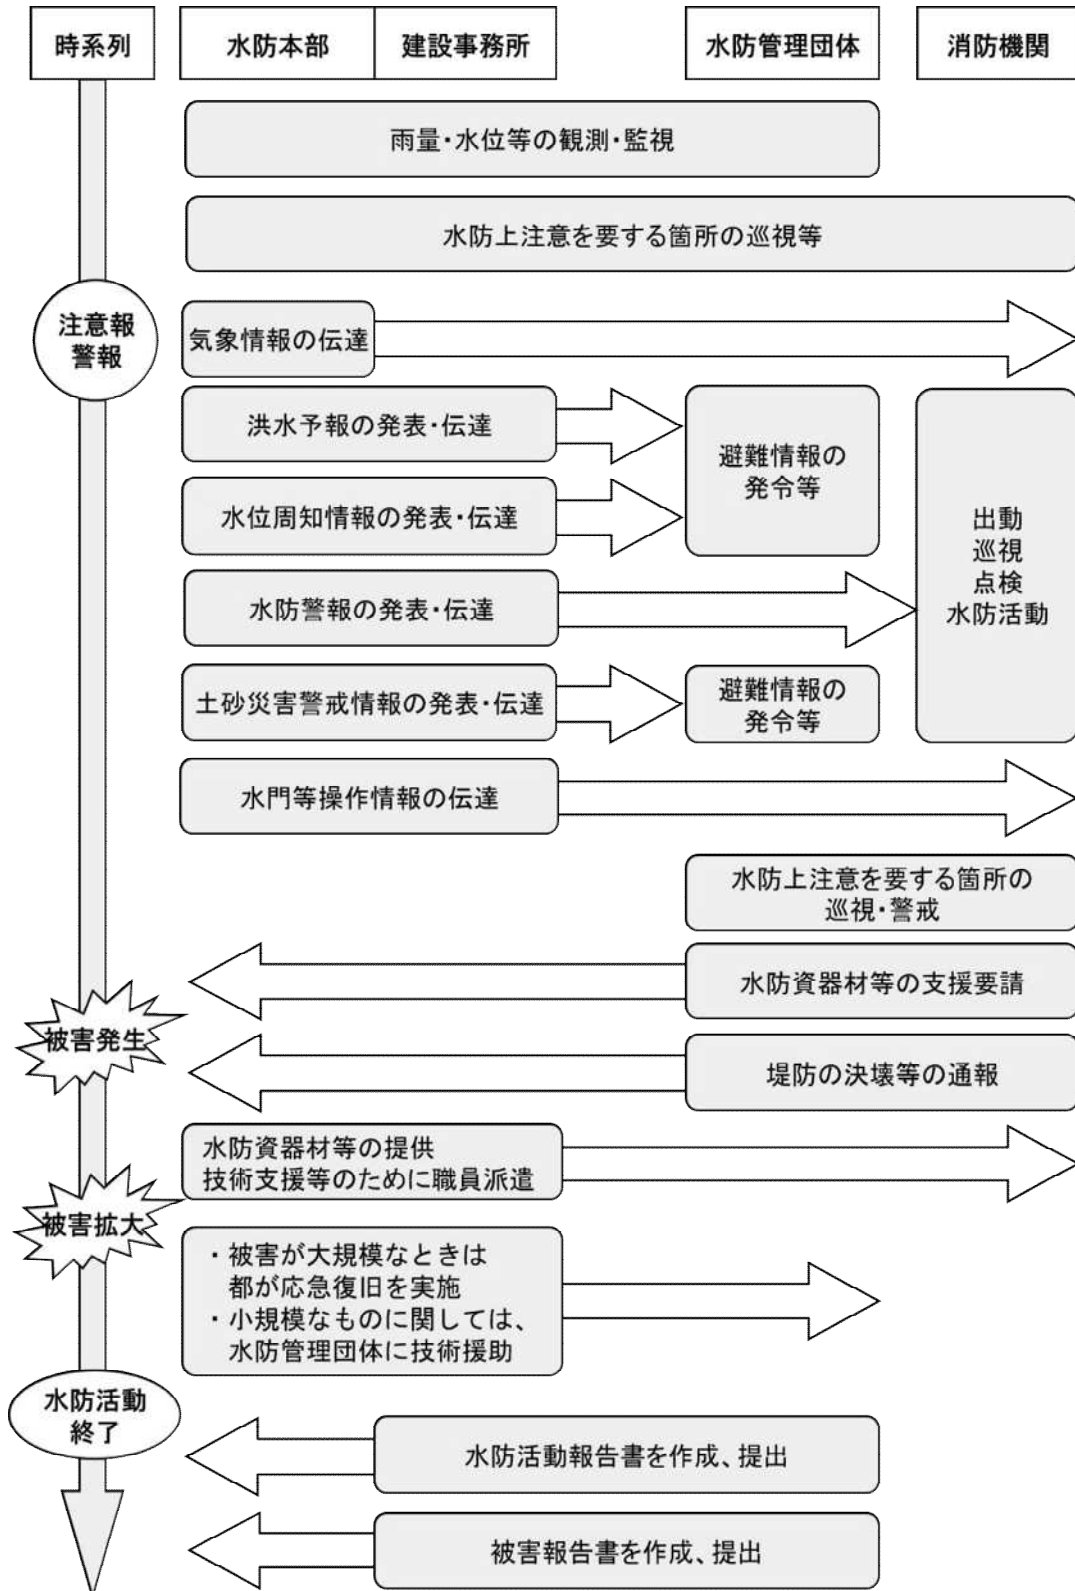 時系列
水防本部
建設事務所
水防管理団体
消防機関
雨量・水位等の観測・監視
水防上注意を要する箇所の巡視等
注意報
警報
気象情報の伝達
洪水予報の発表・伝達
避難情報の
発令等
水位周知情報の発表・伝達
出動
巡視
点検
水防活動
水防警報の発表・伝達
土砂災害警戒情報の発表・伝達
避難情報の
発令等
水門等操作情報の伝達
水防上注意を要する箇所の
巡視・警戒
水防資器材等の支援要請
被害発生
堤防の決壊等の通報
水防資器材等の提供
技術支援等のために職員派遣
被害拡大
・被害が大規模なときは
都が応急復旧を実施
・小規模なものに関しては、
水防管理団体に技術援助
水防活動
終了
水防活動報告書を作成、提出
被害報告書を作成、提出